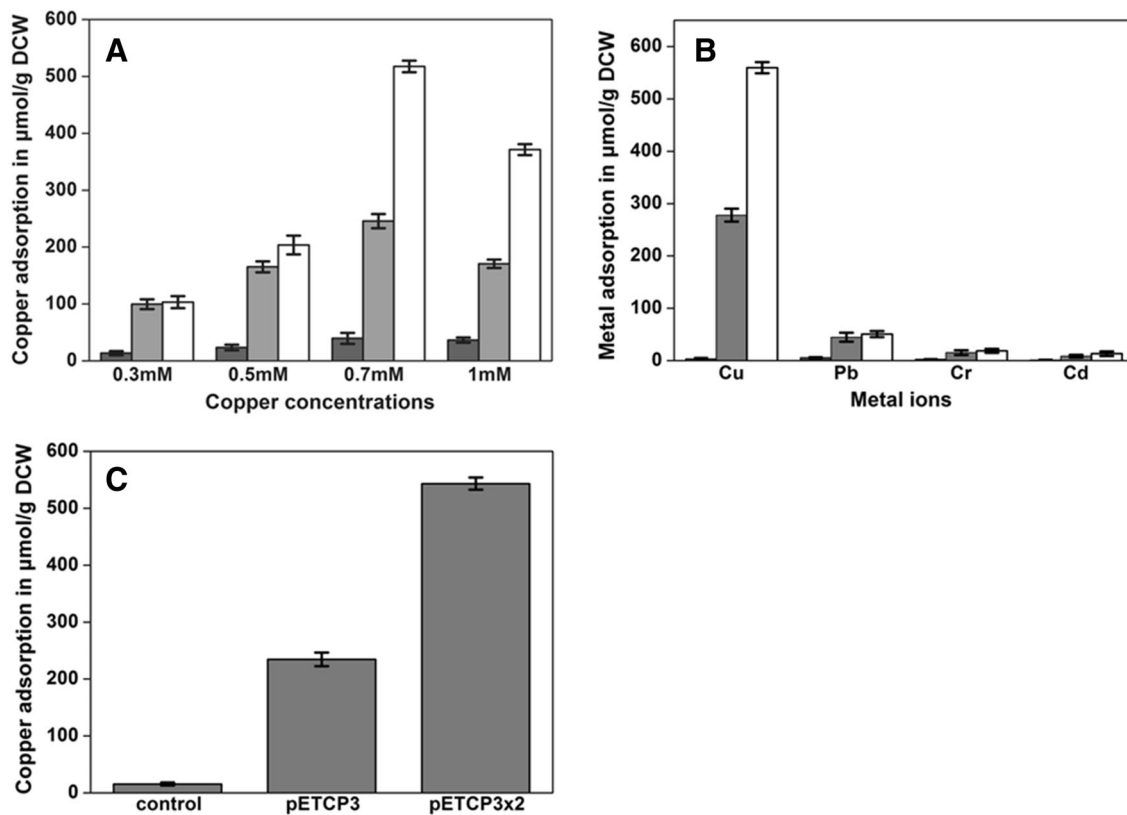 A
Copper adsorption in µmol/g DCW
600
500
400
300
200
100
0
0.3mM 0.5mM 0.7mM 1mM
Copper concentrations
B
Metal adsorption in µmol/g DCW
600
500
400
300
200
100
0
Cu Pb Cr Cd
Metal ions
C
Copper adsorption in µmol/g DCW
600
500
400
300
200
100
0
control pETCP3 pETCP3x2